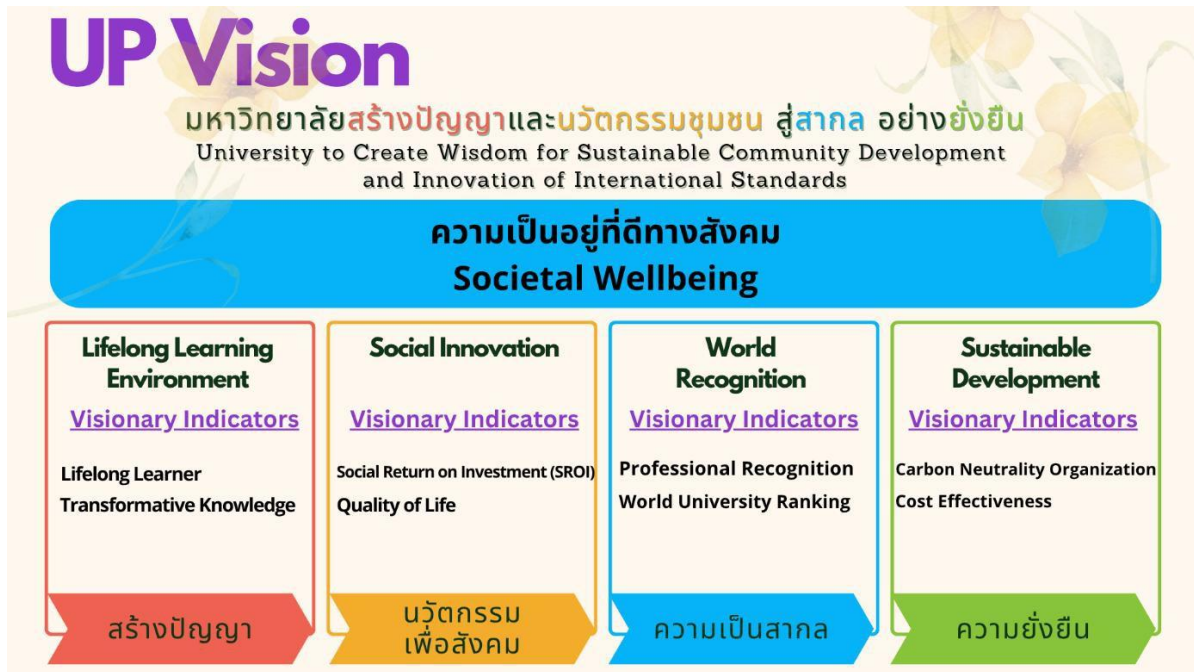 UP Vision
มหาวิทยาลัยสร้างปัญญาและนวัตกรรมชุมชน สู่สากล อย่างยั่งยืน
University to Create Wisdom for Sustainable Community Development
and Innovation of International Standards
ความเป็นอยู่ที่ดีทางสังคม
Societal Wellbeing
Lifelong Learning
Environment
Visionary Indicators
Lifelong Learner
Transformative Knowledge
สร้างปัญญา
Social Innovation
Visionary Indicators
Social Return on Investment (SROI)
Quality of Life
นวัตกรรม
เพื่อสังคม
World
Recognition
Visionary Indicators
Professional Recognition
World University Ranking
ความเป็นสากล
Sustainable
Development
Visionary Indicators
Carbon Neutrality Organization
Cost Effectiveness
ความยั่งยืน